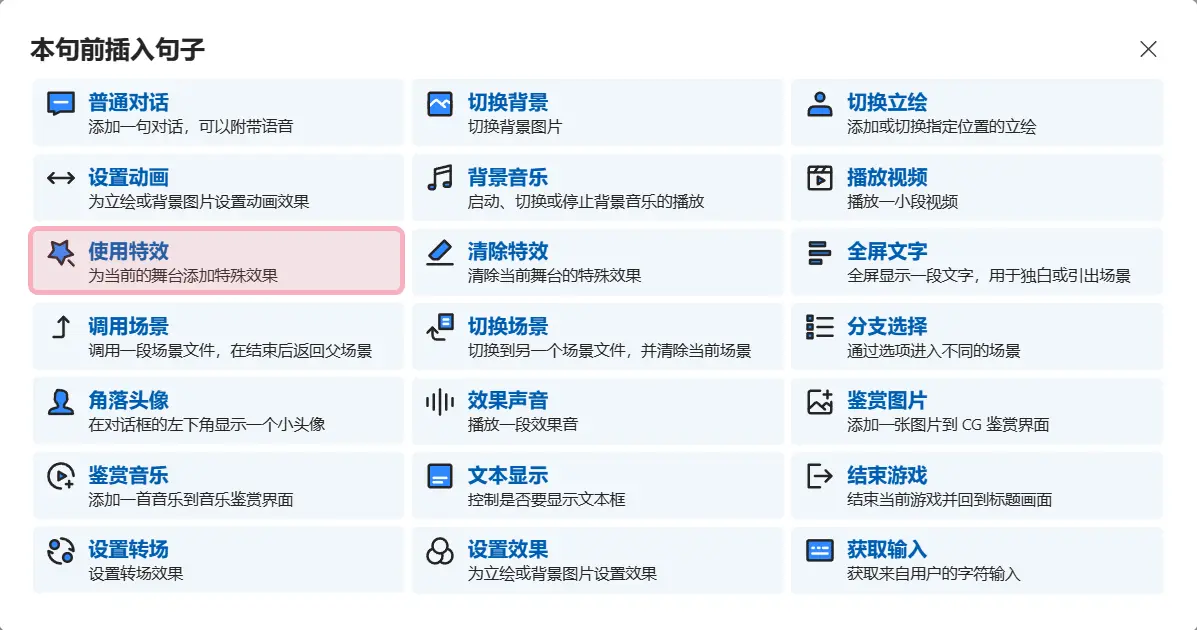 本句前插入句子
普通对话
添加一句对话，可以附带语音
切换背景
切换背景图片
切换立绘
添加或切换指定位置的立绘
设置动画
为立绘或背景图片设置动画效果
背景音乐
启动、切换或停止背景音乐的播放
播放视频
播放一小段视频
使用特效
为当前的舞台添加特殊效果
清除特效
清除当前舞台的特殊效果
全屏文字
全屏显示一段文字，用于独白或引出场景
调用场景
调用一段场景文件，在结束后返回父场景
切换场景
切换到另一个场景文件，并清除当前场景
分支选择
通过选项进入不同的场景
角落头像
在对话框的左下角显示一个小头像
效果声音
播放一段效果音
鉴赏图片
添加一张图片到 CG 鉴赏界面
鉴赏音乐
添加一首音乐到音乐鉴赏界面
文本显示
控制是否要显示文本框
结束游戏
结束当前游戏并回到标题画面
设置转场
设置转场效果
设置效果
为立绘或背景图片设置效果
获取输入
获取来自用户的字符输入